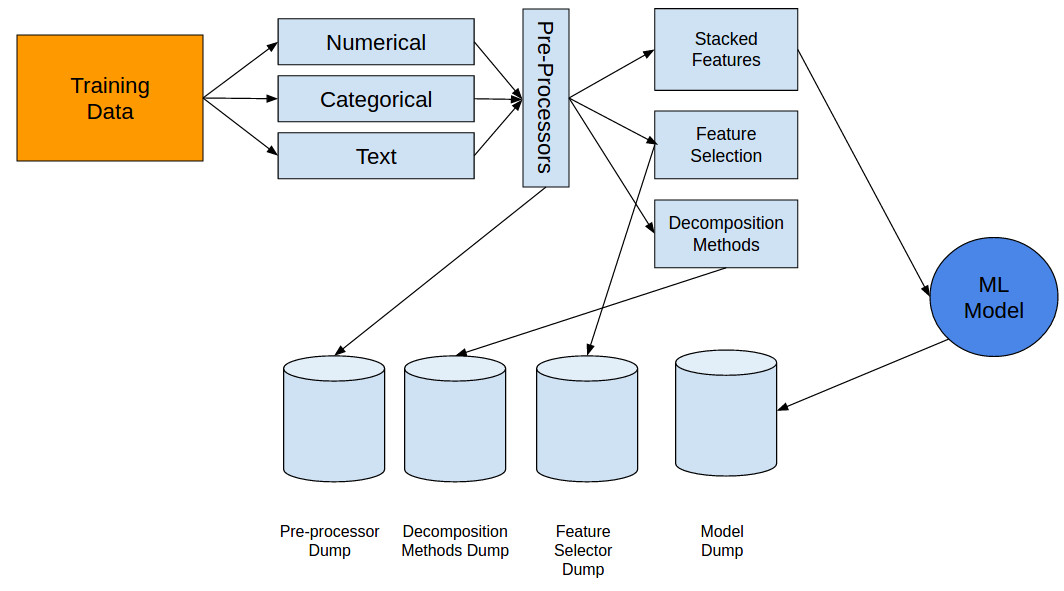 Training
Data
Numerical
Categorical
Text
Pre-Processors
Stacked
Features
Feature
Selection
Decomposition
Methods
ML
Model
Pre-processor
Dump
Decomposition
Methods Dump
Feature
Selector
Dump
Model
Dump